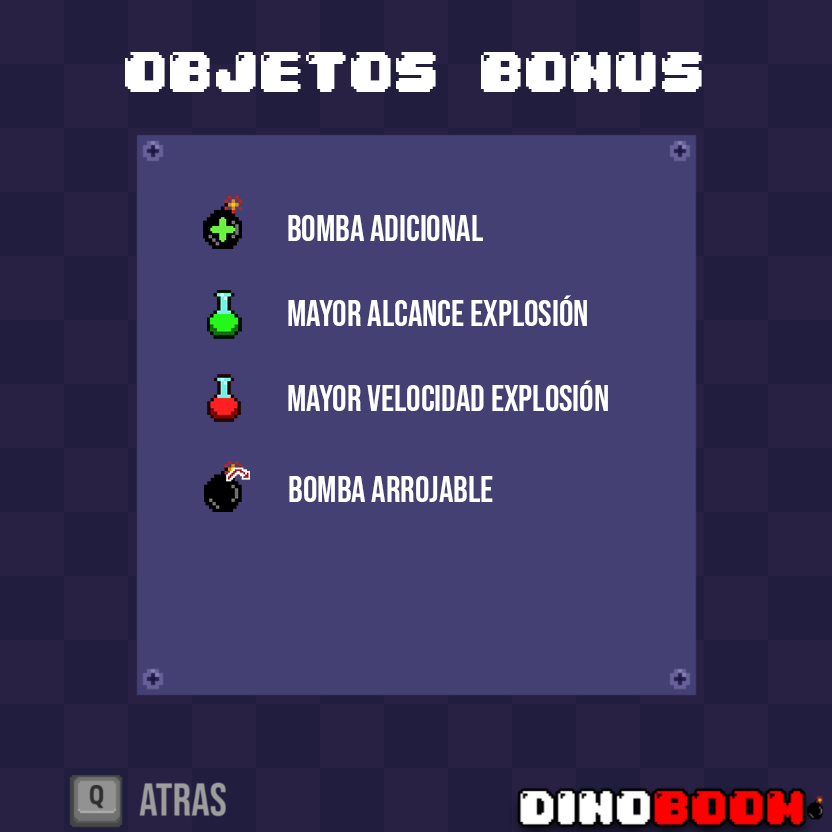 OBJETOS BONUS
BOMBA ADICIONAL
MAYOR ALCANCE EXPLOSIÓN
MAYOR VELOCIDAD EXPLOSIÓN
BOMBA ARROJABLE
Q ATRAS
DINOBOOM